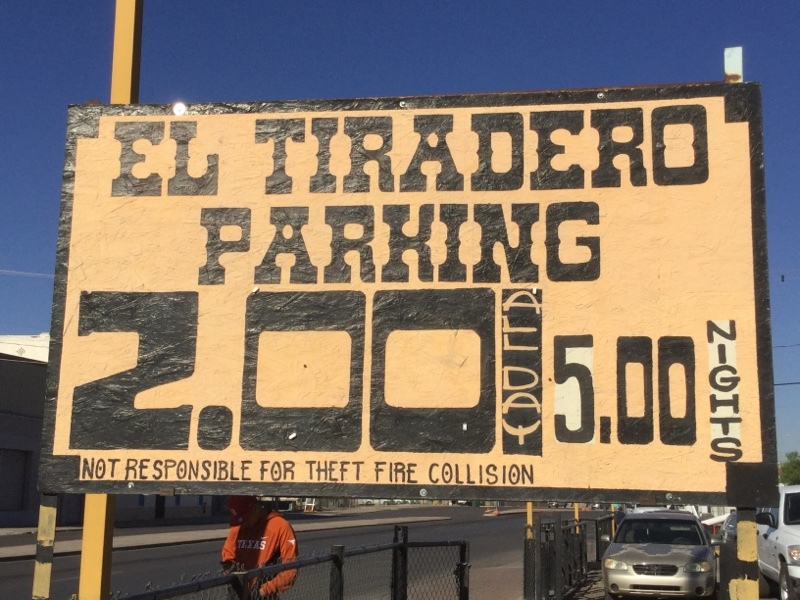 EL TIRADERO
PARKING
2.00 ALL DAY 5.00 NIGHTS
NOT RESPONSIBLE FOR THEFT FIRE COLLISION
TEXAS